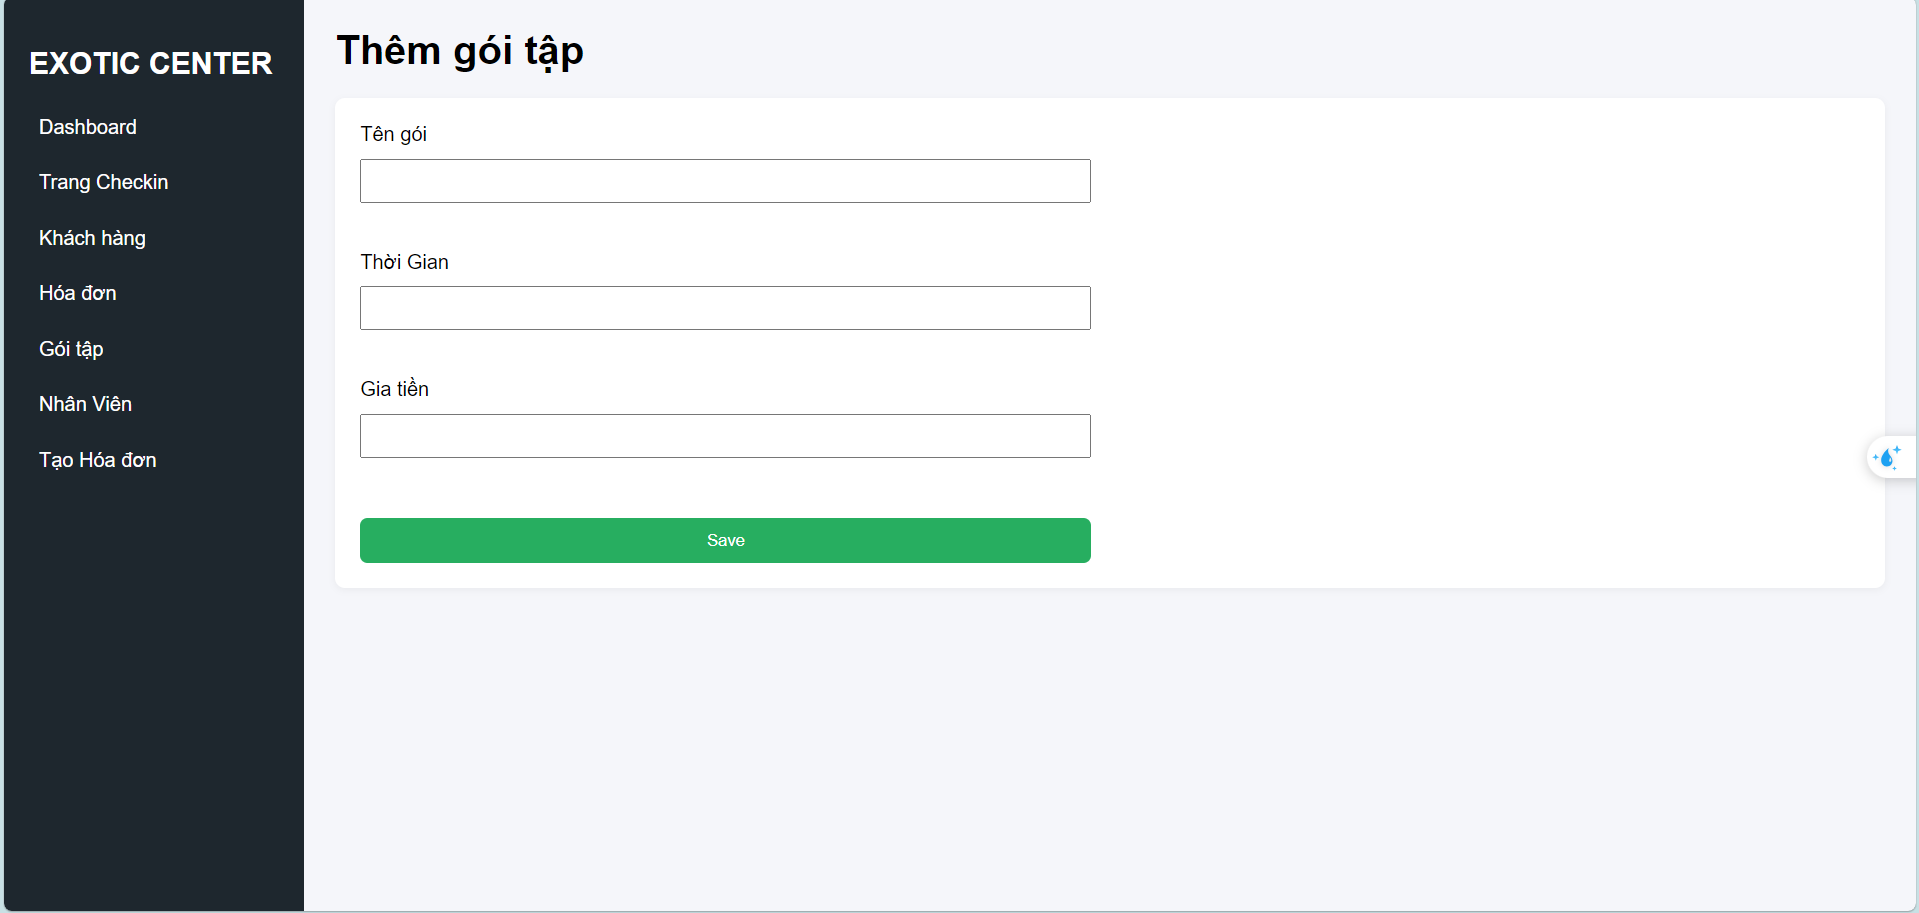 EXOTIC CENTER
Dashboard
Trang Checkin
Khách hàng
Hóa đơn
Gói tập
Nhân Viên
Tạo Hóa đơn
Thêm gói tập
Tên gói
Thời Gian
Gia tiền
Save